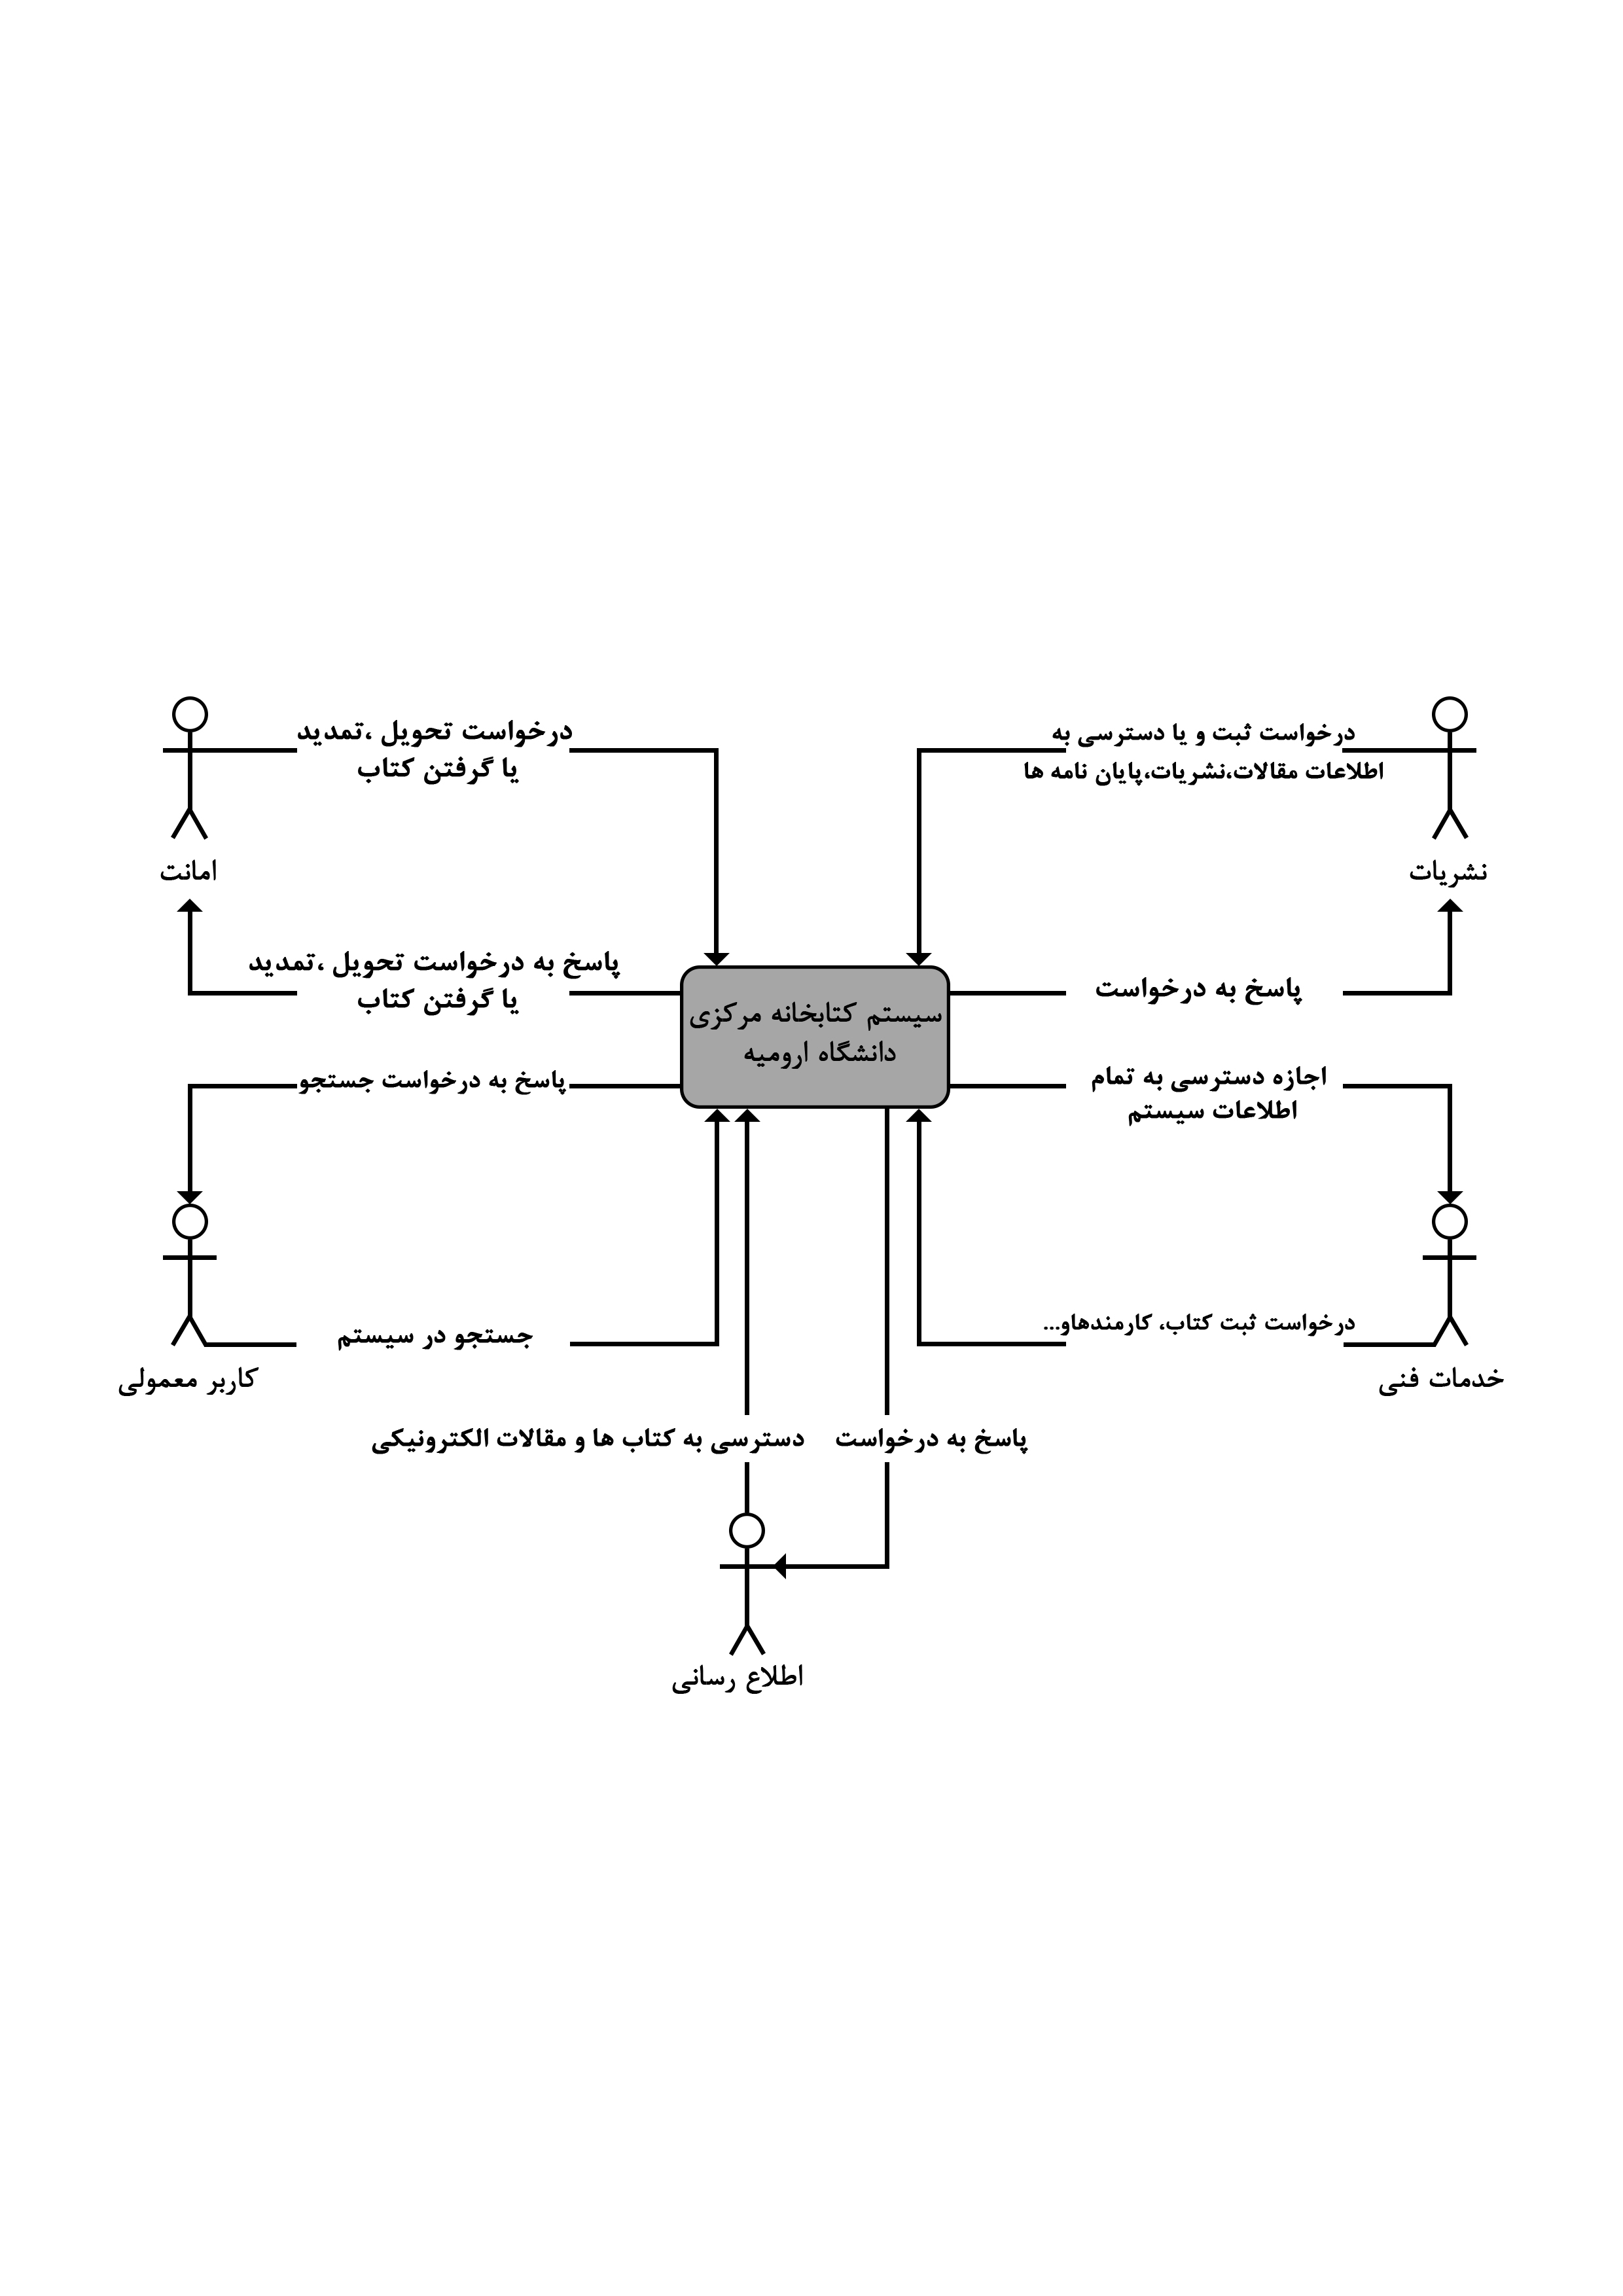 درخواست ثبت و یا دسترسی به
اطلاعات مقالات،نشریات،پایان نامه ها
درخواست تحویل ،تمدید
یا گرفتن کتاب
نشریات
امانت
پاسخ به درخواست
پاسخ به درخواست تحویل ،تمدید
یا گرفتن کتاب
سیستم کتابخانه مرکزی
دانشگاه ارومیه
اجازه دسترسی به تمام
اطلاعات سیستم
پاسخ به درخواست جستجو
درخواست ثبت کتاب، کارمندهاو...
جستجو در سیستم
خدمات فنی
کاربر معمولی
پاسخ به درخواست
دسترسی به کتاب ها و مقالات الکترونیکی
اطلاع رسانی